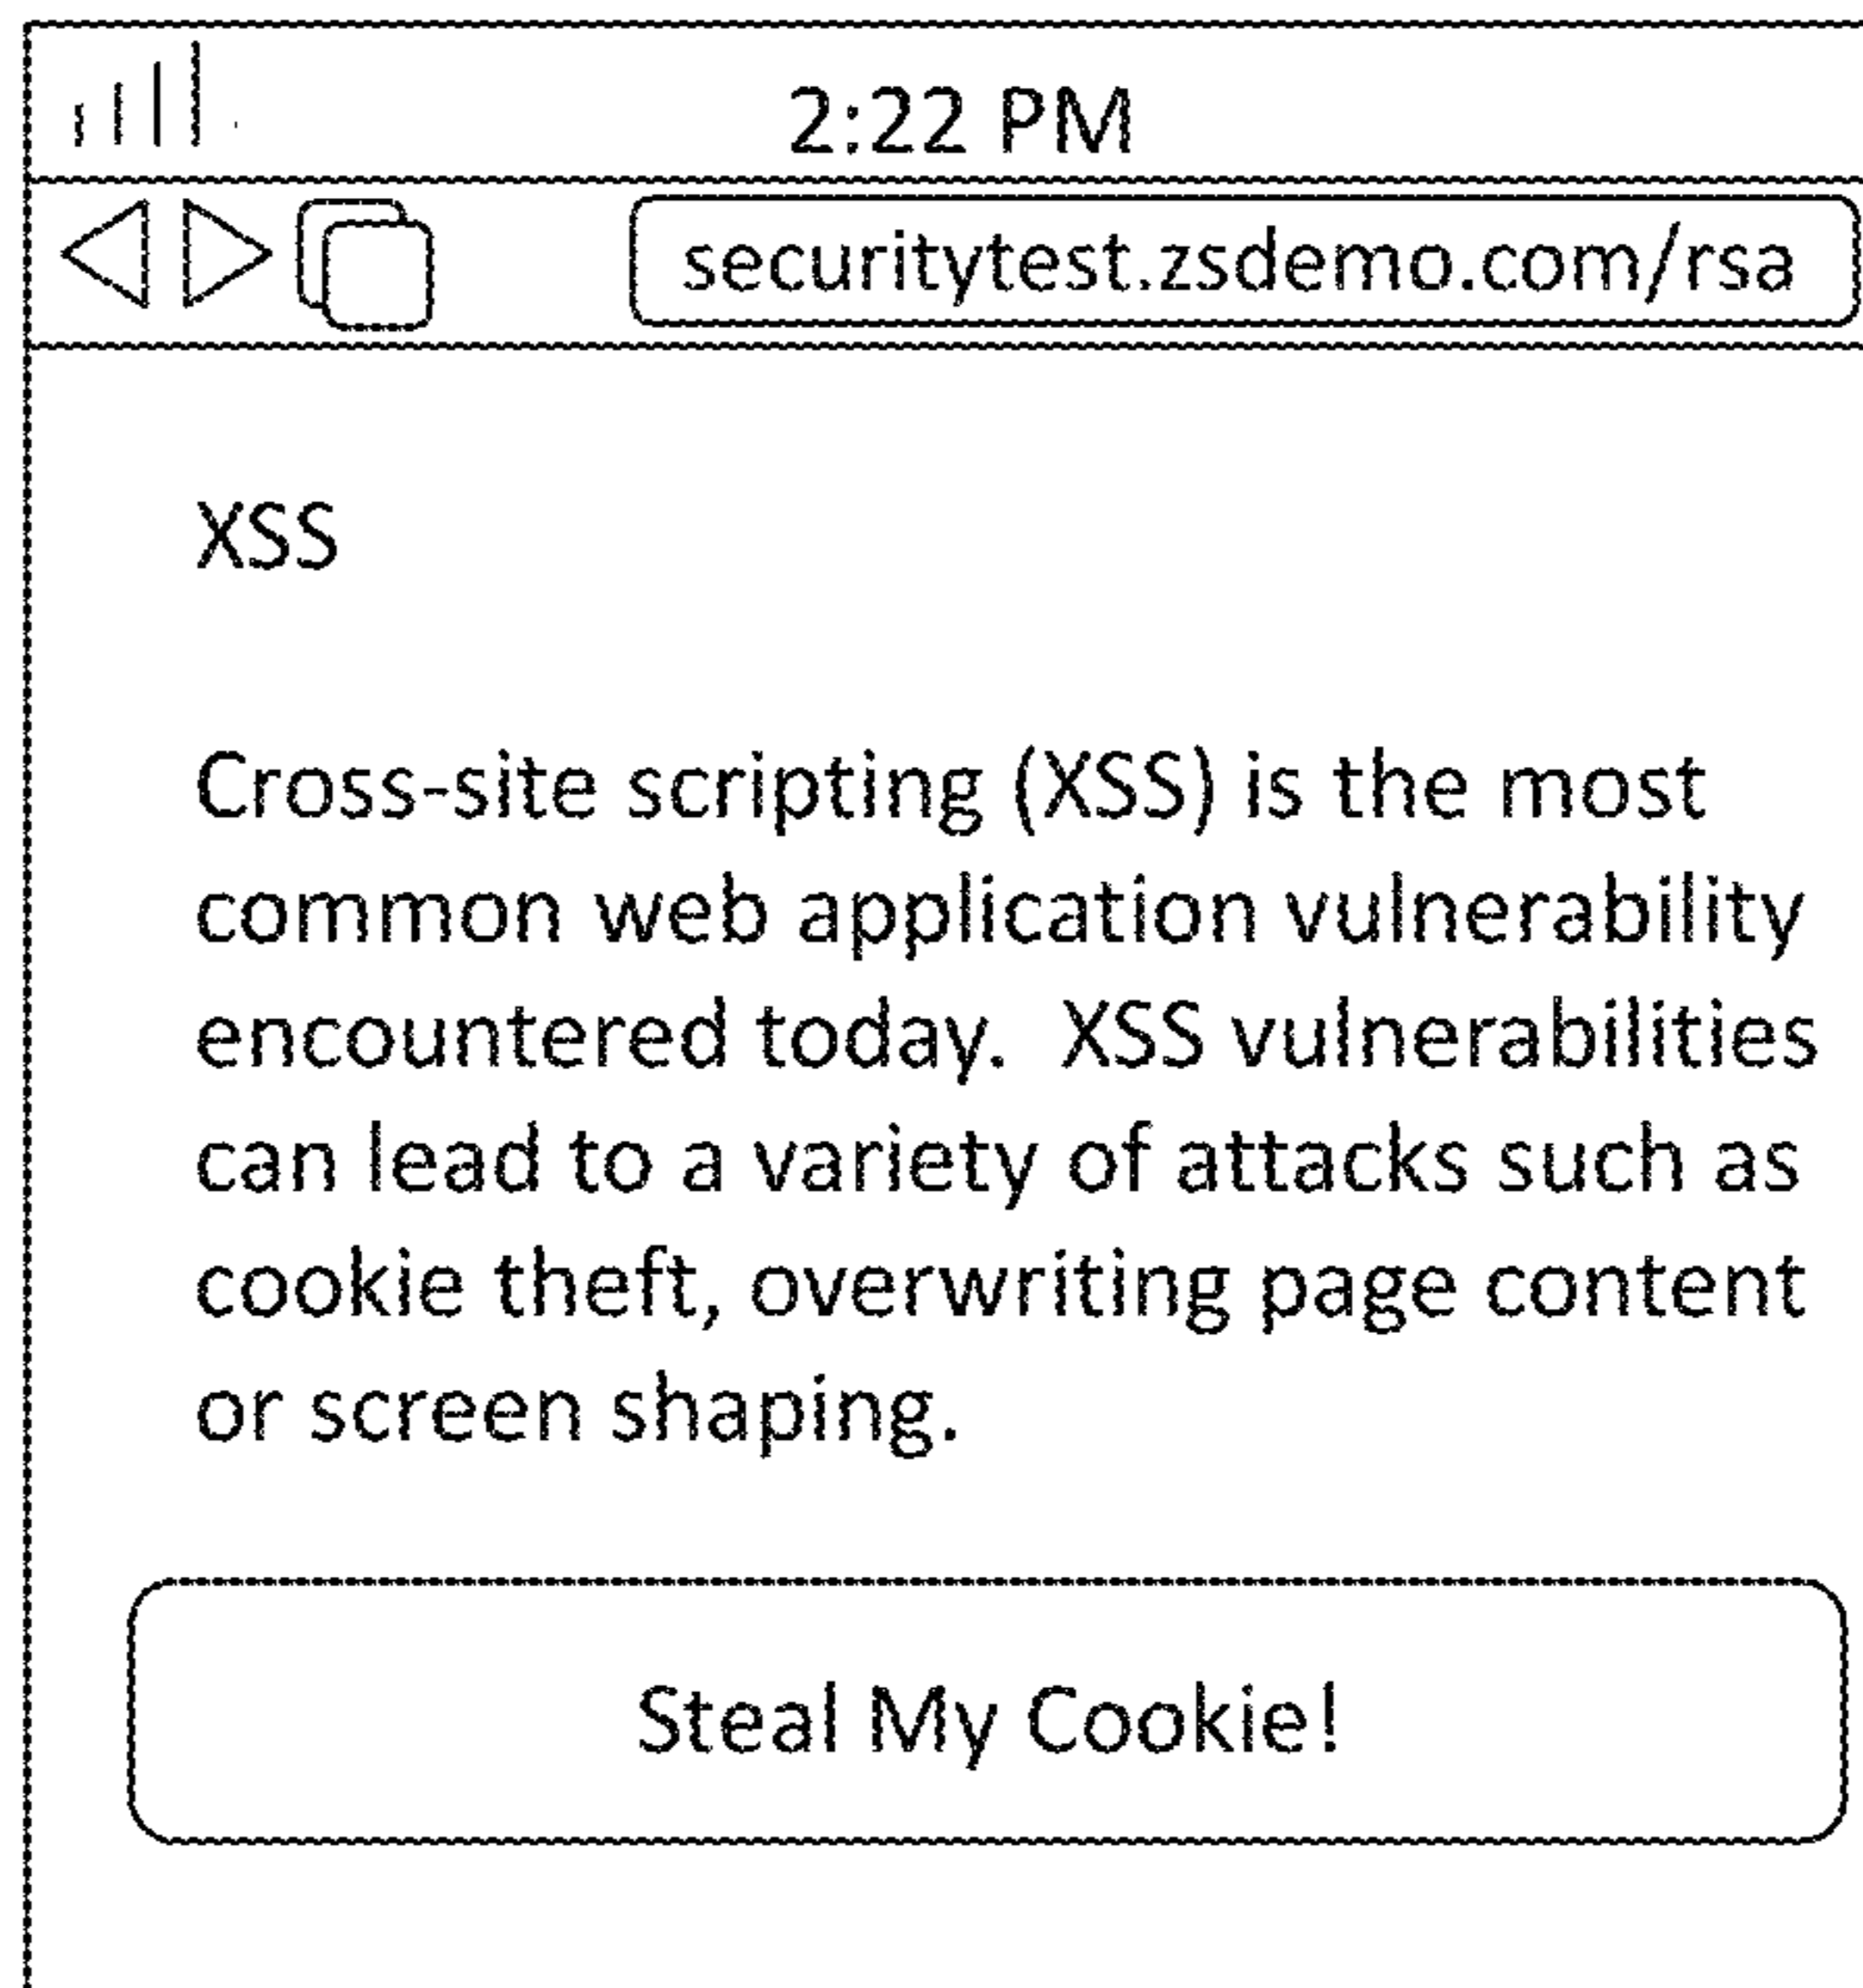 2:22 PM
securitytest.zsdemo.com/rsa
XSS
Cross-site scripting (XSS) is the most
common web application vulnerability
encountered today.  XSS vulnerabilities
can lead to a variety of attacks such as
cookie theft, overwriting page content
or screen shaping.
Steal My Cookie!